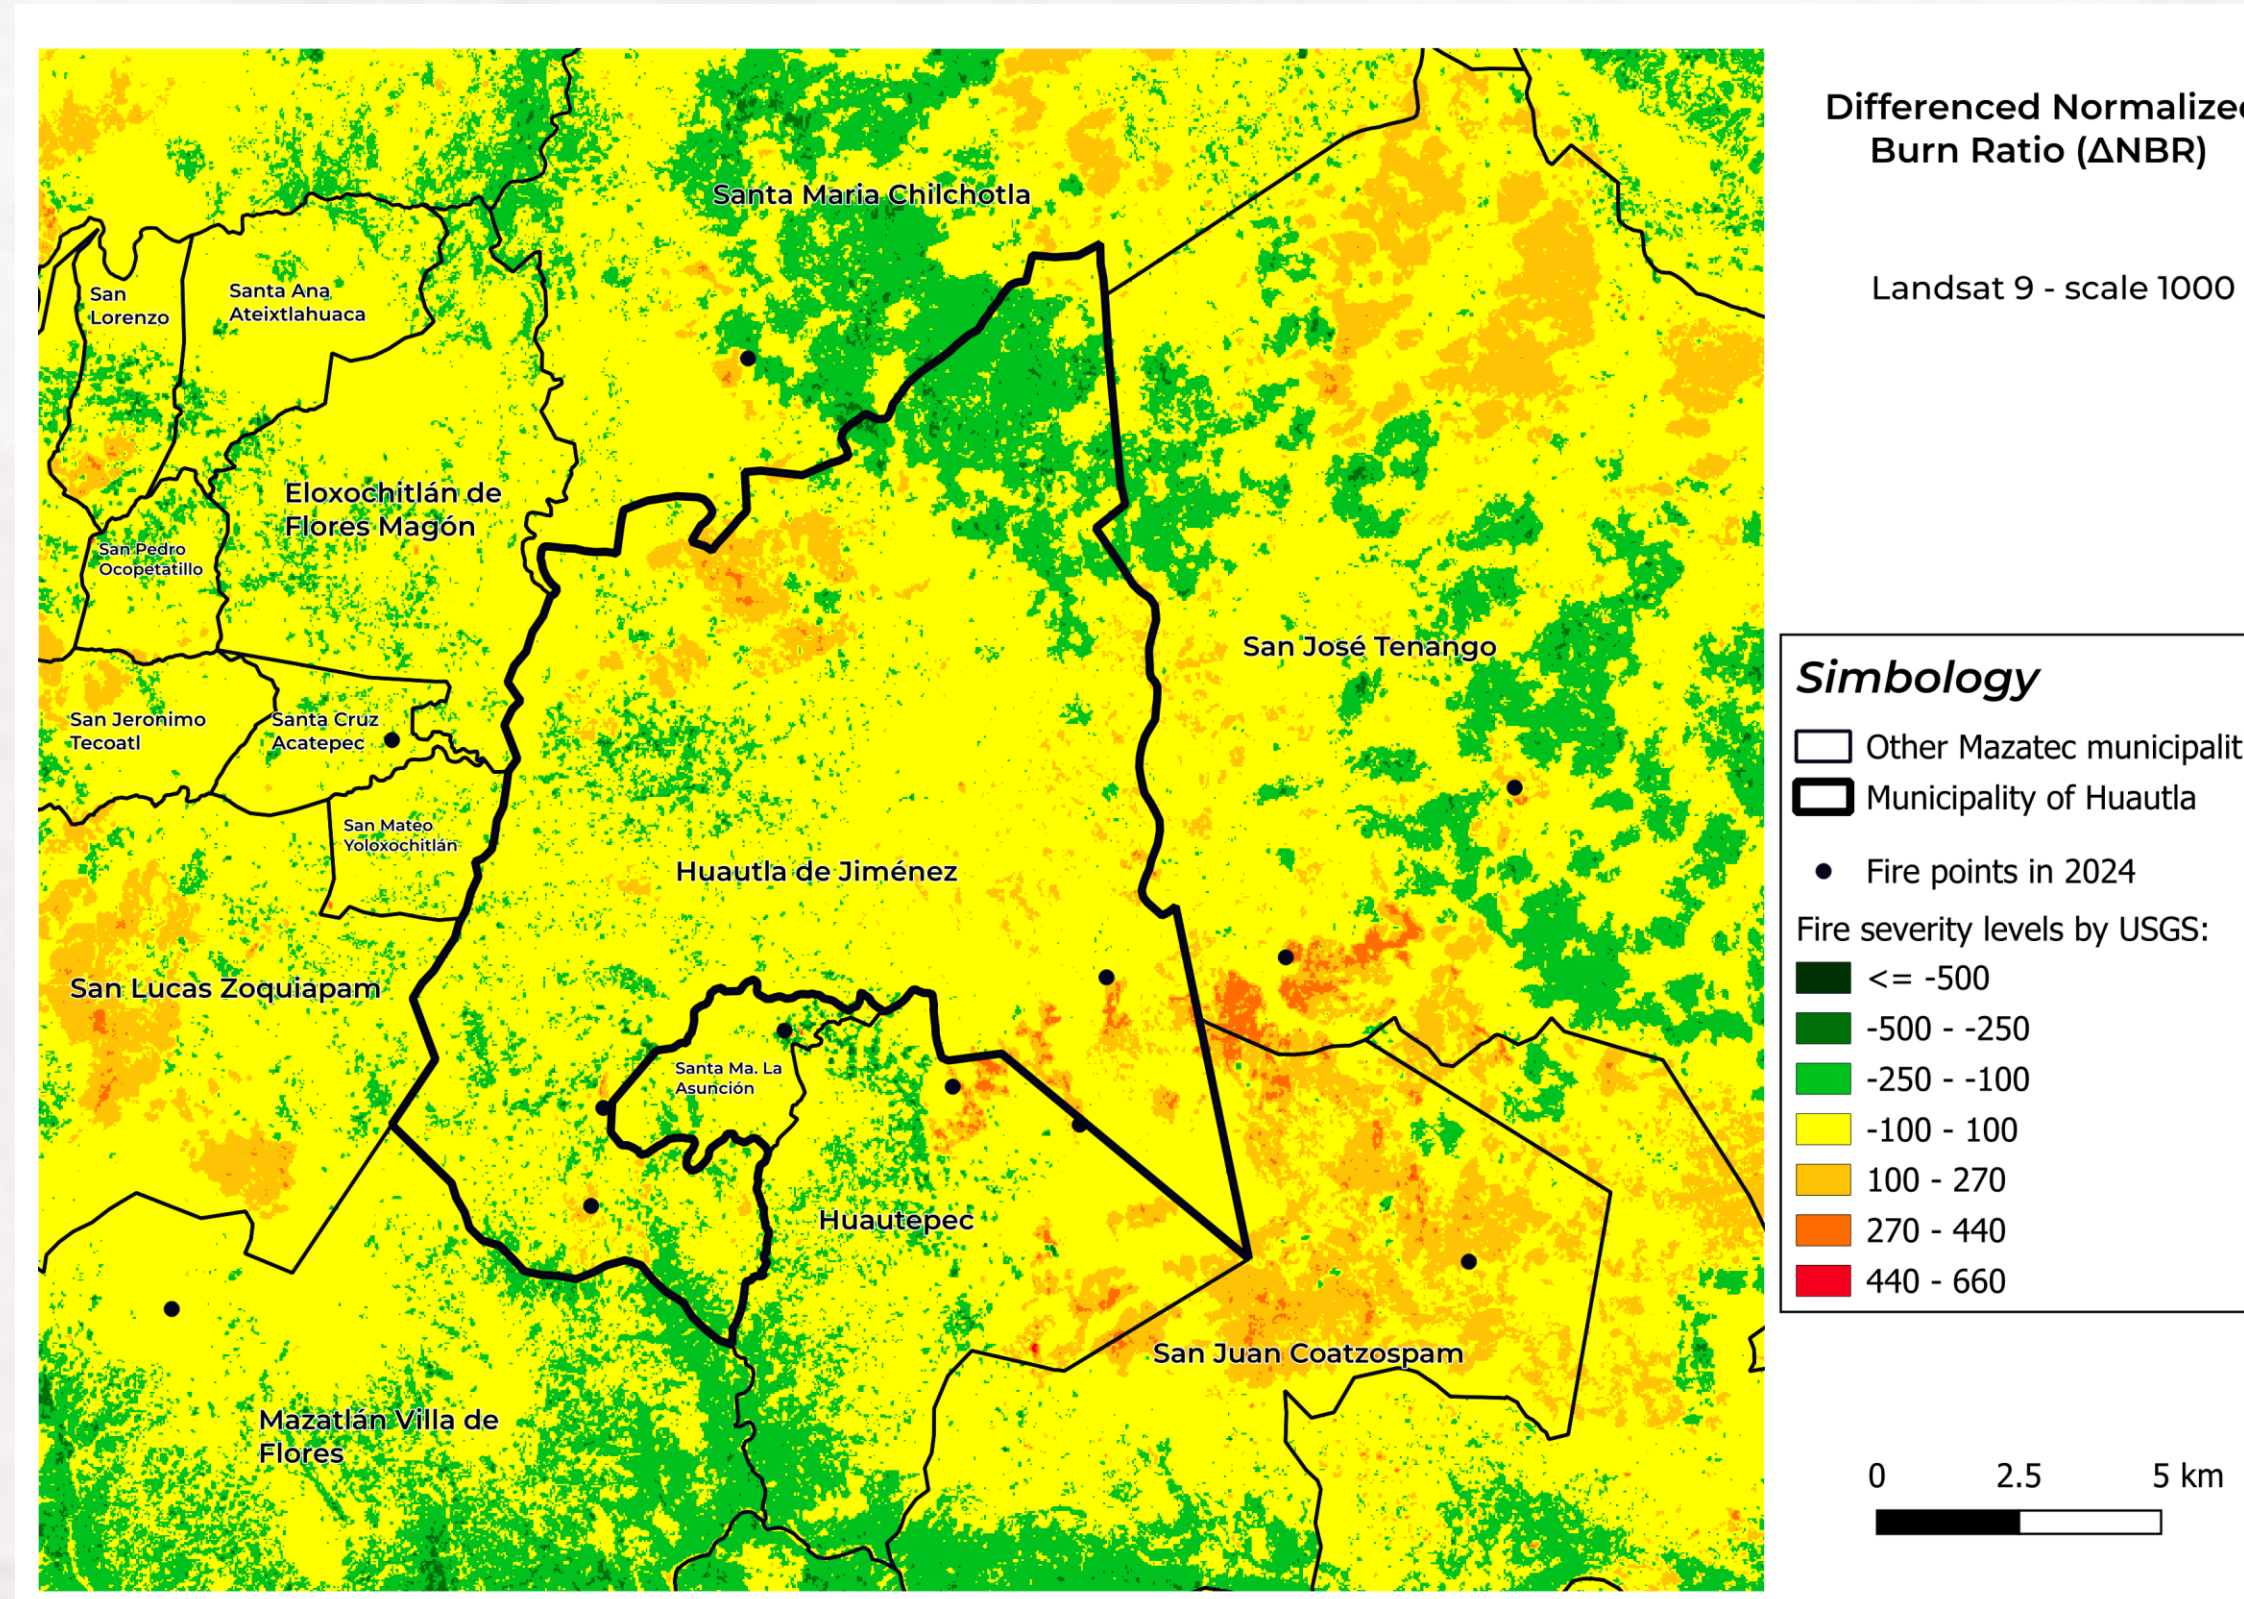 Differenced Normalized
Burn Ratio (ΔNBR)
Landsat 9 - scale 1000
Santa Maria Chilchotla
San
Lorenzo
Santa Ana
Ateixtlahuaca
Eloxochitlán de
Flores Magón
San Pedro
Ocopetatillo
San José Tenango
San Jeronimo
Tecoatl
Santa Cruz
Acatepec
San Mateo
Yoloxochitlán
Huautla de Jiménez
San Lucas Zoquiapam
Santa Ma. La
Asunción
Huautepec
San Juan Coatzospam
Mazatlán Villa de
Flores
Simbology
Other Mazatec municipalit
Municipality of Huautla
Fire points in 2024
Fire severity levels by USGS:
<= -500
-500 - -250
-250 - -100
-100 - 100
100 - 270
270 - 440
440 - 660
0 2.5 5 km